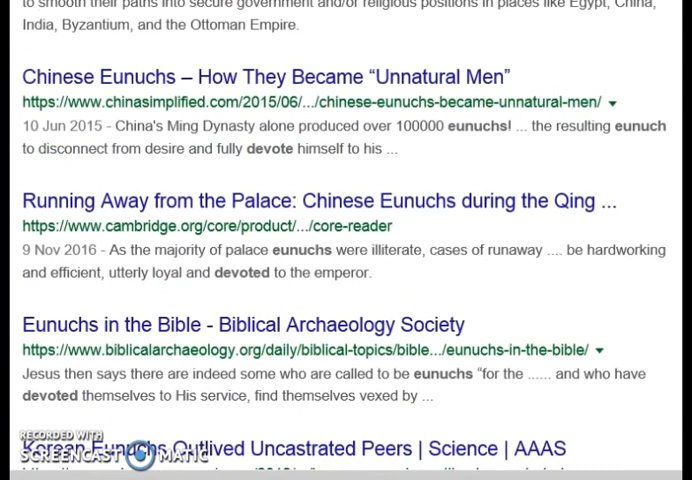 to smooth their paths into secure government and/or religious positions in places like Egypt, China,
India, Byzantium, and the Ottoman Empire.
Chinese Eunuchs – How They Became “Unnatural Men”
https://www.chinasimplified.com/2015/06/.../chinese-eunuchs-became-unnatural-men/
10 Jun 2015 - China's Ming Dynasty alone produced over 100000 eunuchs! ... the resulting eunuch
to disconnect from desire and fully devote himself to his ...
Running Away from the Palace: Chinese Eunuchs during the Qing ...
https://www.cambridge.org/core/product/.../core-reader
9 Nov 2016 - As the majority of palace eunuchs were illiterate, cases of runaway .... be hardworking
and efficient, utterly loyal and devoted to the emperor.
Eunuchs in the Bible - Biblical Archaeology Society
https://www.biblicalarchaeology.org/daily/biblical-topics/bible.../eunuchs-in-the-bible/
Jesus then says there are indeed some who are called to be eunuchs “for the ...... and who have
devoted themselves to His service, find themselves vexed by ...
Korean Eunuchs Outlived Uncastrated Peers | Science | AAAS
RECORDED WITH
SCREENCAST MATIC